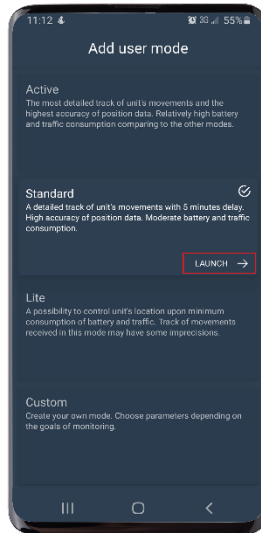 11:12
3G 55%
Add user mode
Active
The most detailed track of unit's movements and the
highest accuracy of position data. Relatively high battery
and traffic consumption comparing to the other modes.
Standard
A detailed track of unit's movements with 5 minutes delay.
High accuracy of position data. Moderate battery and traffic
consumption.
LAUNCH →
Lite
A possibility to control unit's location upon minimum
consumption of battery and traffic. Track of movements
received in this mode may have some imprecisions.
Custom
Create your own mode. Choose parameters depending on
the goals of monitoring.